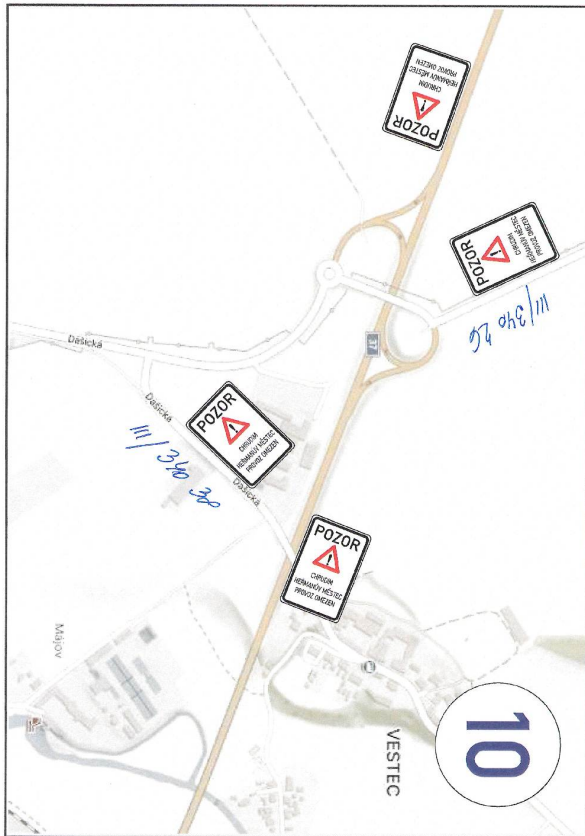 POZOR
CHRUDIM
HEŘMANŮV MĚSTEC
PROVOZ OMEZEN
POZOR
CHRUDIM
HEŘMANŮV MĚSTEC
PROVOZ OMEZEN
III/340 26
37
Dašická
Dašická
POZOR
CHRUDIM
HEŘMANŮV MĚSTEC
PROVOZ OMEZEN
III/340
Dašická
POZOR
CHRUDIM
HEŘMANŮV MĚSTEC
PROVOZ OMEZEN
Májov
VESTEC
10